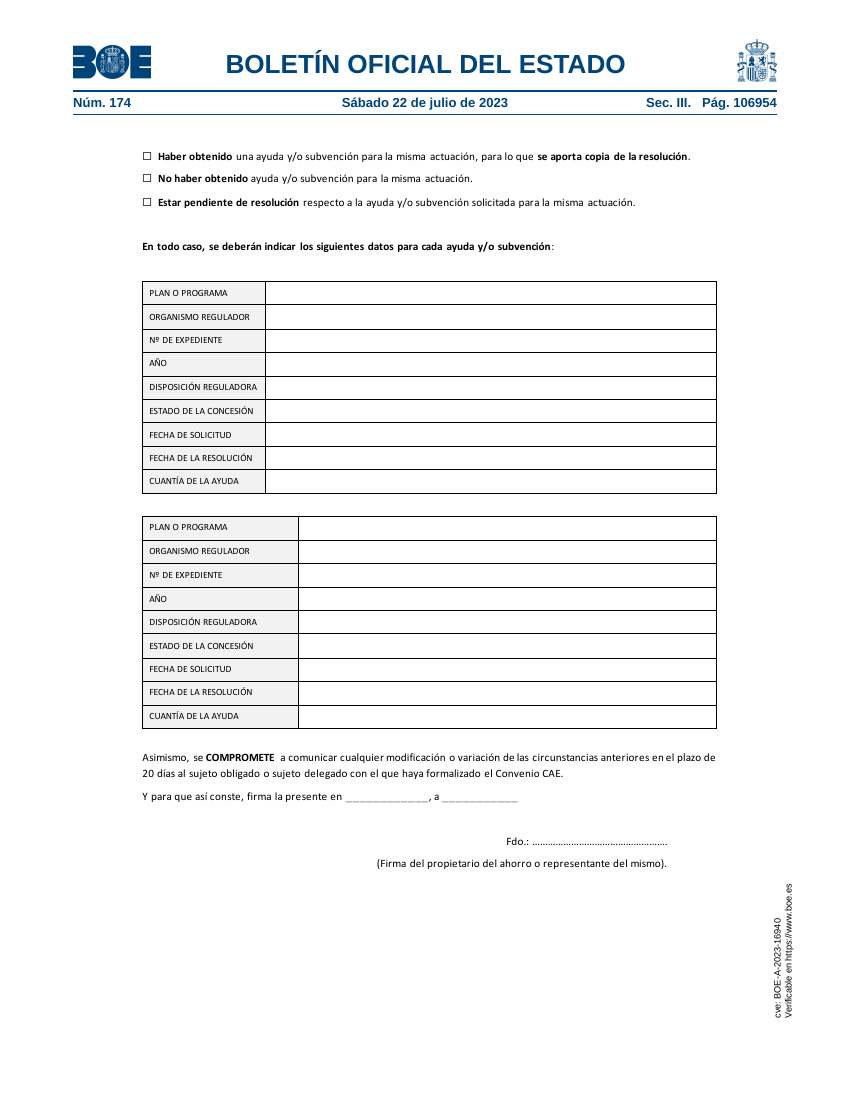 BOE
BOLETÍN OFICIAL DEL ESTADO
Núm. 174 Sábado 22 de julio de 2023 Sec. III. Pág. 106954
☐ Haber obtenido una ayuda y/o subvención para la misma actuación, para lo que se aporta copia de la resolución.
☐ No haber obtenido ayuda y/o subvención para la misma actuación.
☐ Estar pendiente de resolución respecto a la ayuda y/o subvención solicitada para la misma actuación.
En todo caso, se deberán indicar los siguientes datos para cada ayuda y/o subvención:
PLAN O PROGRAMA
ORGANISMO REGULADOR
Nº DE EXPEDIENTE
AÑO
DISPOSICIÓN REGULADORA
ESTADO DE LA CONCESIÓN
FECHA DE SOLICITUD
FECHA DE LA RESOLUCIÓN
CUANTÍA DE LA AYUDA
PLAN O PROGRAMA
ORGANISMO REGULADOR
Nº DE EXPEDIENTE
AÑO
DISPOSICIÓN REGULADORA
ESTADO DE LA CONCESIÓN
FECHA DE SOLICITUD
FECHA DE LA RESOLUCIÓN
CUANTÍA DE LA AYUDA
Asimismo, se COMPROMETE a comunicar cualquier modificación o variación de las circunstancias anteriores en el plazo de
20 días al sujeto obligado o sujeto delegado con el que haya formalizado el Convenio CAE.
Y para que así conste, firma la presente en _____________, a ____________
Fdo.: …………………………………………
(Firma del propietario del ahorro o representante del mismo).
cve: BOE-A-2023-16940
Verificable en https://www.boe.es